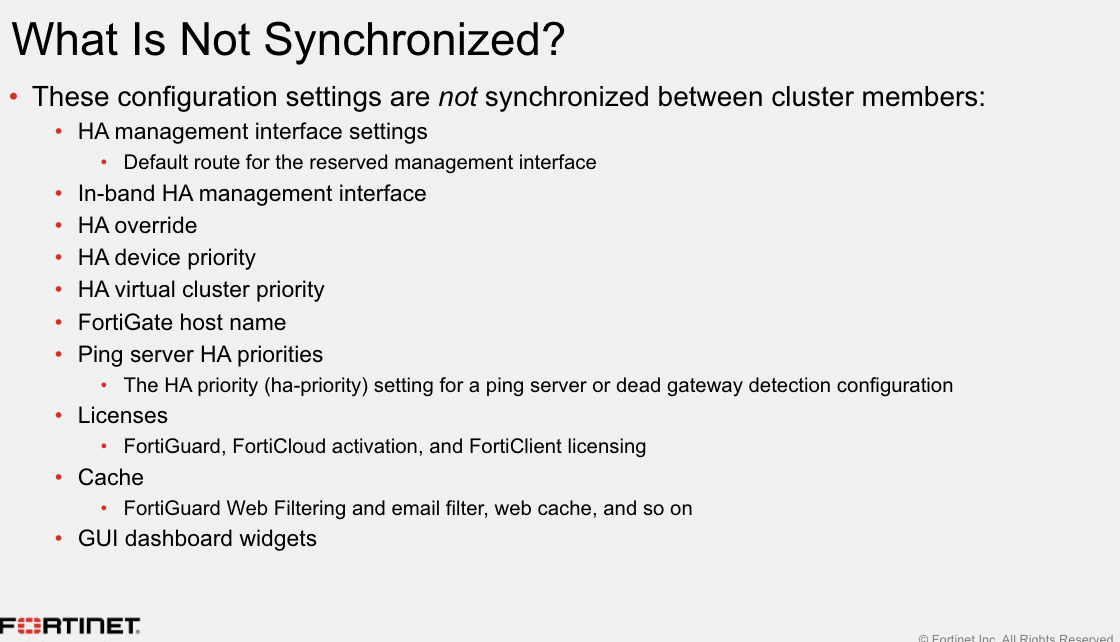 What Is Not Synchronized?
• These configuration settings are not synchronized between cluster members:
• HA management interface settings
• Default route for the reserved management interface
• In-band HA management interface
• HA override
• HA device priority
• HA virtual cluster priority
• FortiGate host name
• Ping server HA priorities
• The HA priority (ha-priority) setting for a ping server or dead gateway detection configuration
• Licenses
• FortiGuard, FortiCloud activation, and FortiClient licensing
• Cache
• FortiGuard Web Filtering and email filter, web cache, and so on
• GUI dashboard widgets
FORTINET
© Fortinet Inc. All Rights Reserved